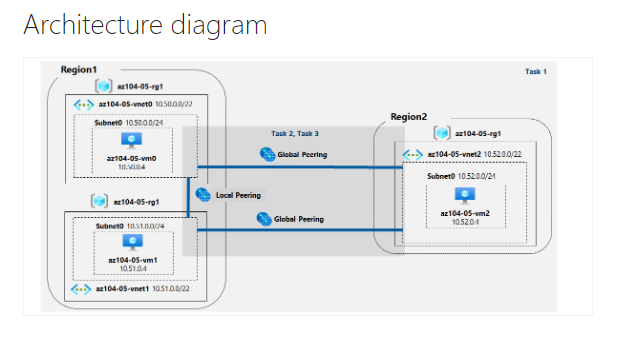 Architecture diagram
Region1
Task 1
az104-05-rg1
az104-05-vnet0 10.50.0.0/22
Subnet0 10.50.0.0/24
az104-05-vm0
10.50.0.4
Task 2, Task 3
Global Peering
Region2
az104-05-rg1
az104-05-vnet2 10.52.0.0/22
Subnet0 10.52.0.0/24
az104-05-vm2
10.52.0.4
Local Peering
Global Peering
az104-05-rg1
Subnet0 10.51.0.0/24
az104-05-vm1
10.51.0.4
az104-05-vnet1 10.51.0.0/22